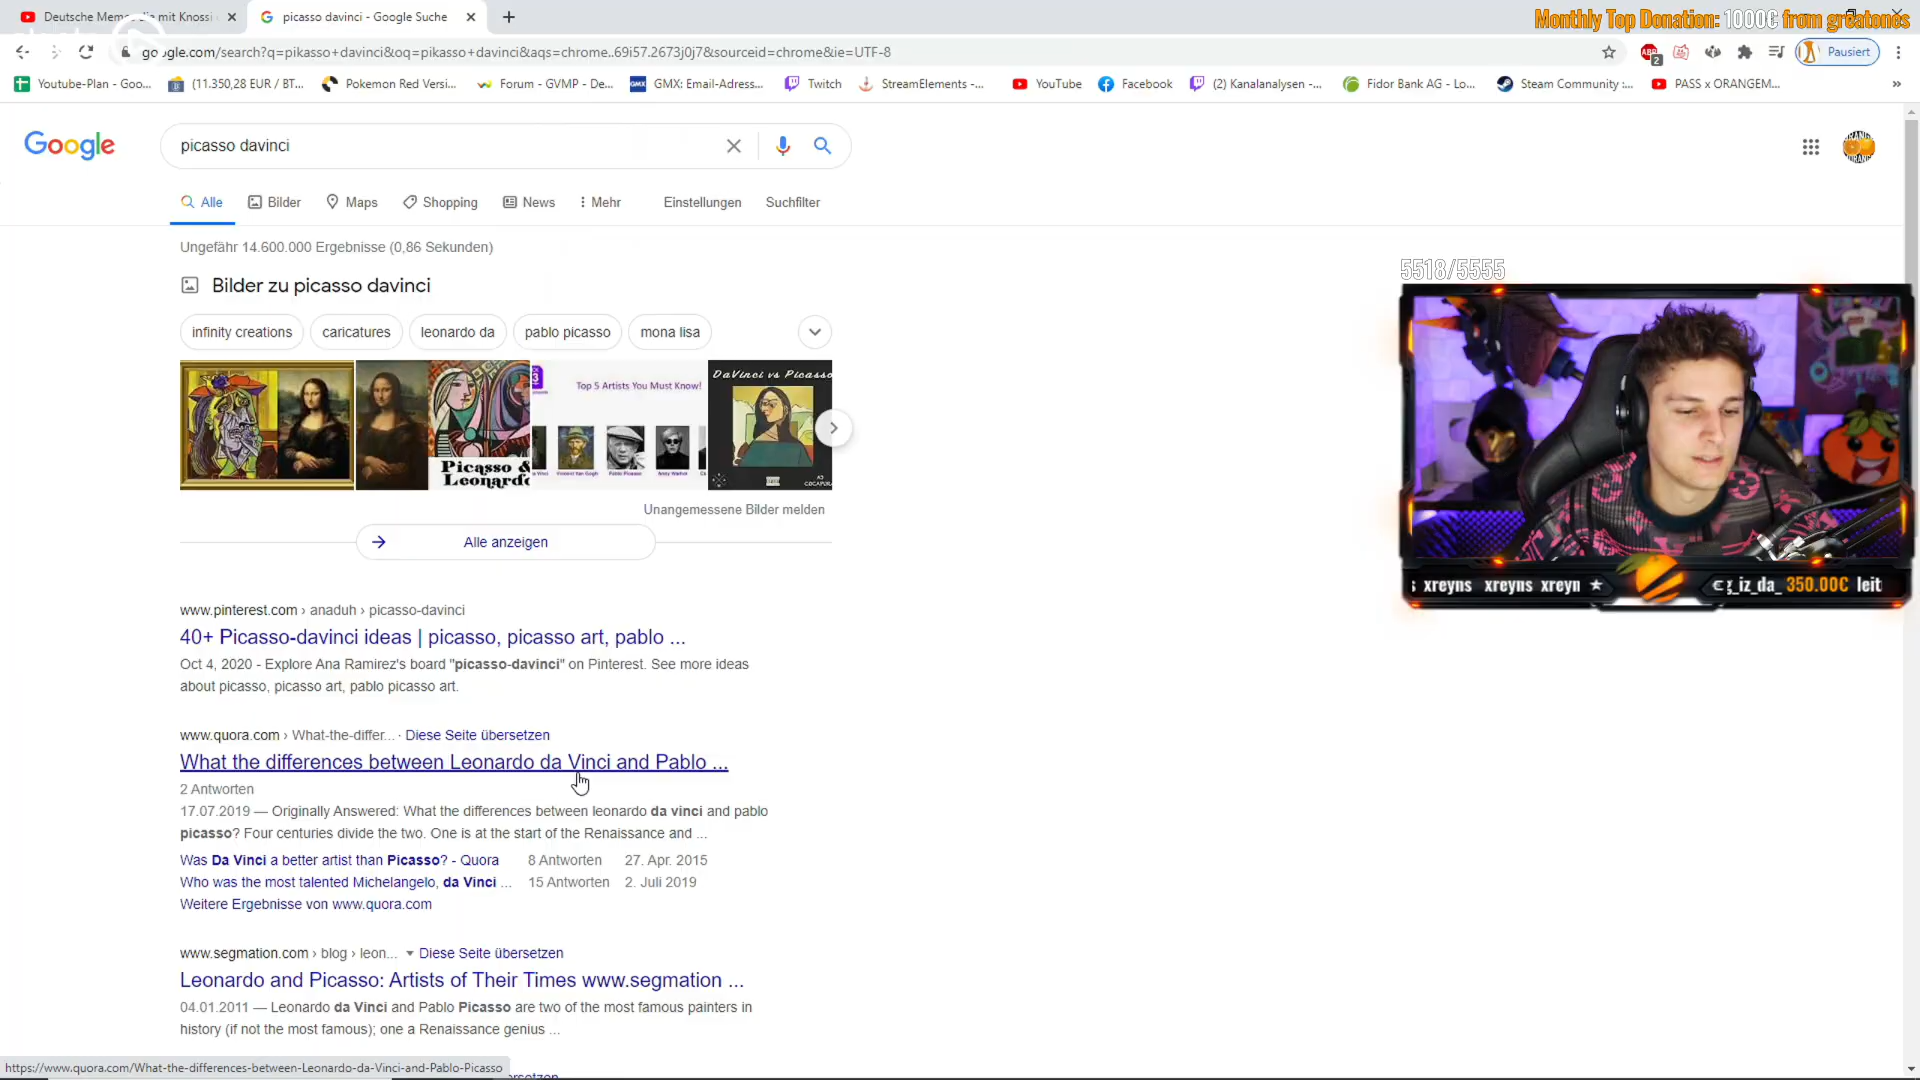 Deutsche Meme die mit Knossi
picasso davinci - Google Suche
Monthly Top Donation: 1000€ from greatones
google.com/search?q=pikasso+davinci&oq=pikasso+davinci&aqs=chrome..69i57.2673j0j7&sourceid=chrome&ie=UTF-8
2
Pausiert
Youtube-Plan - Goo...
(11.350,28 EUR / BT...
Pokemon Red Versi...
Forum - GVMP - De...
GMX: Email-Adress...
Twitch
StreamElements -...
YouTube
Facebook
(2) Kanalanalysen -...
Fidor Bank AG - Lo...
Steam Community :...
PASS x ORANGEM...
Google
picasso davinci
Alle
Bilder
Maps
Shopping
News
Mehr
Einstellungen
Suchfilter
Ungefähr 14.600.000 Ergebnisse (0,86 Sekunden)
Bilder zu picasso davinci
infinity creations
caricatures
leonardo da
pablo picasso
mona lisa
Picasso &
Leonardo
Top 5 Artists You Must Know!
DaVinci vs Picasso
Unangemessene Bilder melden
Alle anzeigen
www.pinterest.com › anaduh › picasso-davinci
40+ Picasso-davinci ideas | picasso, picasso art, pablo ...
Oct 4, 2020 - Explore Ana Ramirez's board "picasso-davinci" on Pinterest. See more ideas
about picasso, picasso art, pablo picasso art.
www.quora.com › What-the-differ... · Diese Seite übersetzen
What the differences between Leonardo da Vinci and Pablo ...
2 Antworten
17.07.2019 — Originally Answered: What the differences between leonardo da vinci and pablo
picasso? Four centuries divide the two. One is at the start of the Renaissance and ...
Was Da Vinci a better artist than Picasso? - Quora 8 Antworten 27. Apr. 2015
Who was the most talented Michelangelo, da Vinci ... 15 Antworten 2. Juli 2019
Weitere Ergebnisse von www.quora.com
www.segmation.com › blog › leon... Diese Seite übersetzen
Leonardo and Picasso: Artists of Their Times www.segmation ...
04.01.2011 — Leonardo da Vinci and Pablo Picasso are two of the most famous painters in
history (if not the most famous); one a Renaissance genius ...
https://www.quora.com/What-the-differences-between-Leonardo-da-Vinci-and-Pablo-Picasso
5518/5555
xreyns xreyns xreyn
iz_da_ 350.00€ leit